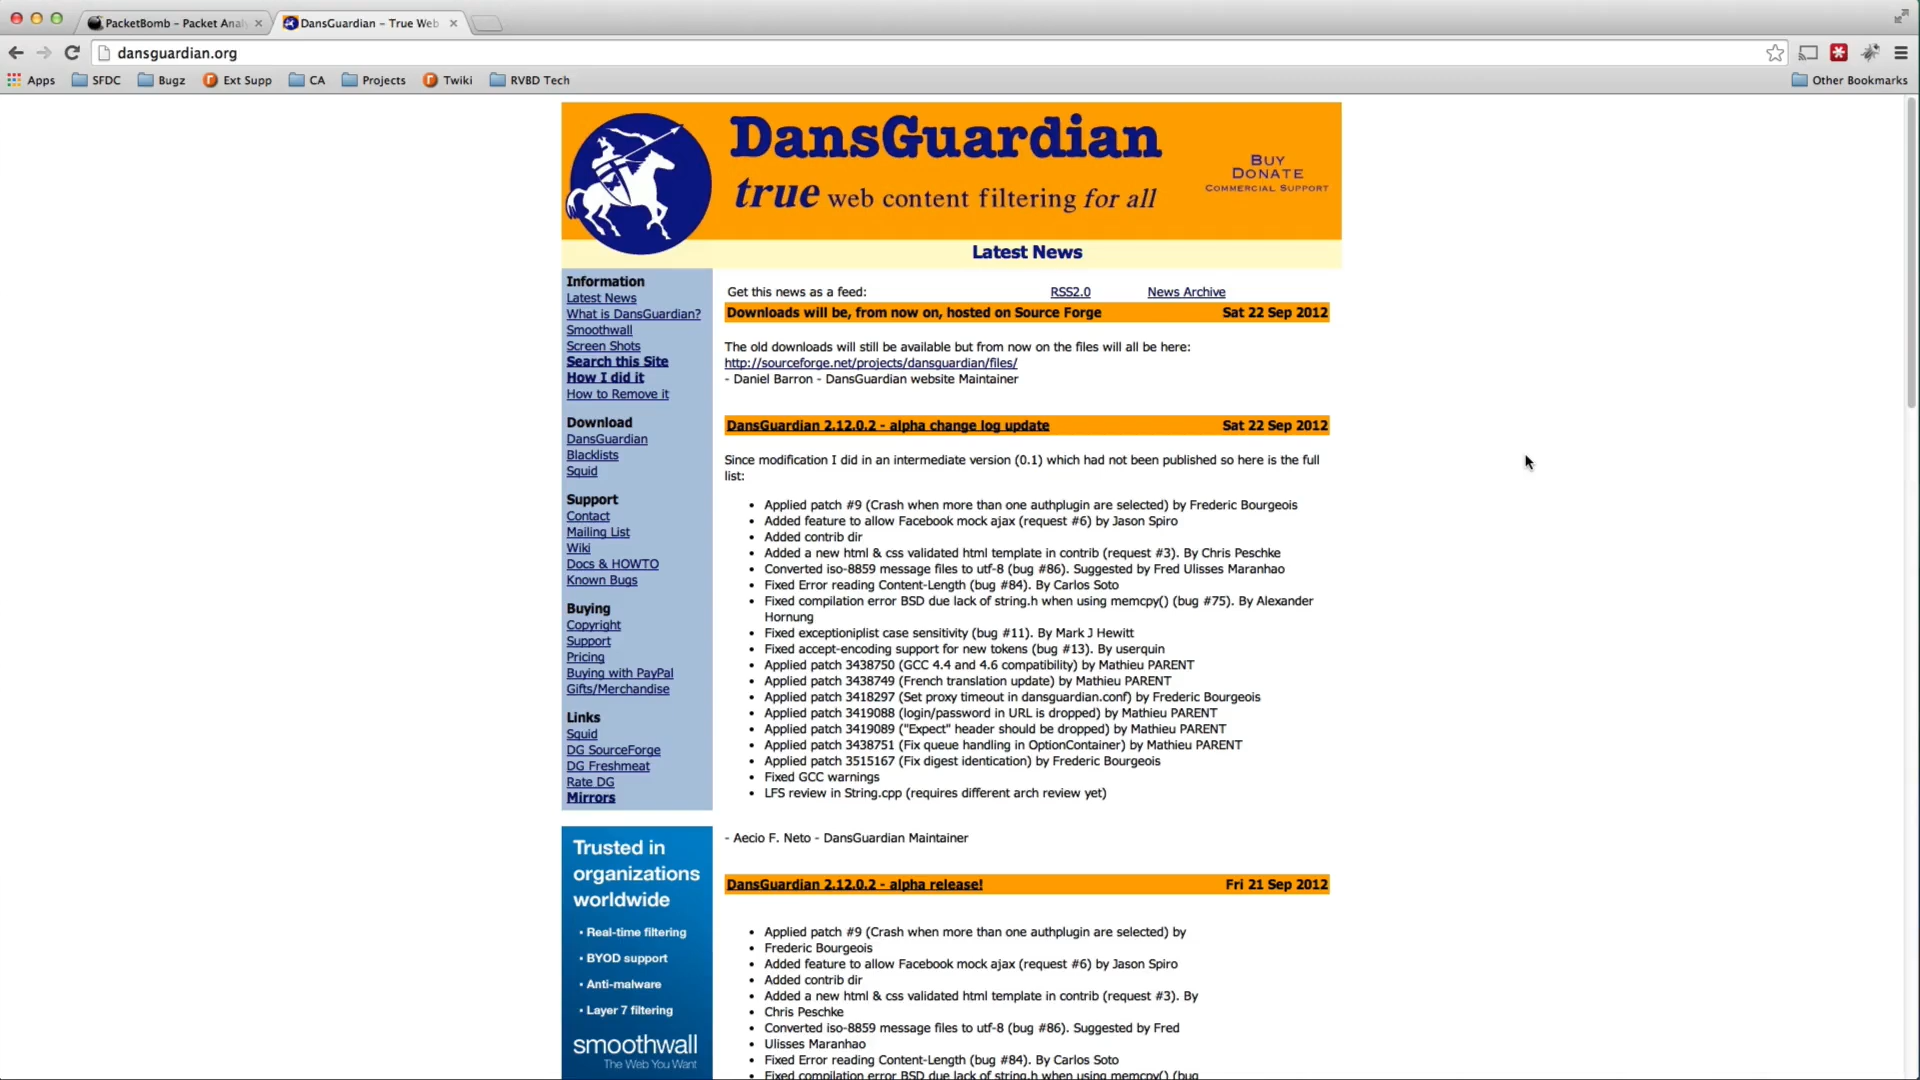 PacketBomb - Packet Anal
DansGuardian - True Web
dansguardian.org
Apps SFDC Bugz Ext Supp CA Projects Twiki RVBD Tech Other Bookmarks
DansGuardian
true web content filtering for all
BUY
DONATE
COMMERCIAL SUPPORT
Latest News
Information
Latest News
What is DansGuardian?
Smoothwall
Screen Shots
Search this Site
How I did it
How to Remove it
Download
DansGuardian
Blacklists
Squid
Support
Contact
Mailing List
Wiki
Docs & HOWTO
Known Bugs
Buying
Copyright
Support
Pricing
Buying with PayPal
Gifts/Merchandise
Links
Squid
DG SourceForge
DG Freshmeat
Rate DG
Mirrors
Trusted in
organizations
worldwide
• Real-time filtering
• BYOD support
• Anti-malware
• Layer 7 filtering
smoothwall
The Web You Want
Get this news as a feed: RSS2.0 News Archive
Downloads will be, from now on, hosted on Source Forge Sat 22 Sep 2012
The old downloads will still be available but from now on the files will all be here:
http://sourceforge.net/projects/dansguardian/files/
- Daniel Barron - DansGuardian website Maintainer
DansGuardian 2.12.0.2 - alpha change log update Sat 22 Sep 2012
Since modification I did in an intermediate version (0.1) which had not been published so here is the full
list:
• Applied patch #9 (Crash when more than one authplugin are selected) by Frederic Bourgeois
• Added feature to allow Facebook mock ajax (request #6) by Jason Spiro
• Added contrib dir
• Added a new html & css validated html template in contrib (request #3). By Chris Peschke
• Converted iso-8859 message files to utf-8 (bug #86). Suggested by Fred Ulisses Maranhao
• Fixed Error reading Content-Length (bug #84). By Carlos Soto
• Fixed compilation error BSD due lack of string.h when using memcpy() (bug #75). By Alexander
Hornung
• Fixed exceptioniplist case sensitivity (bug #11). By Mark J Hewitt
• Fixed accept-encoding support for new tokens (bug #13). By userquin
• Applied patch 3438750 (GCC 4.4 and 4.6 compatibility) by Mathieu PARENT
• Applied patch 3438749 (French translation update) by Mathieu PARENT
• Applied patch 3418297 (Set proxy timeout in dansguardian.conf) by Frederic Bourgeois
• Applied patch 3419088 (login/password in URL is dropped) by Mathieu PARENT
• Applied patch 3419089 ("Expect" header should be dropped) by Mathieu PARENT
• Applied patch 3438751 (Fix queue handling in OptionContainer) by Mathieu PARENT
• Applied patch 3515167 (Fix digest identication) by Frederic Bourgeois
• Fixed GCC warnings
• LFS review in String.cpp (requires different arch review yet)
- Aecio F. Neto - DansGuardian Maintainer
DansGuardian 2.12.0.2 - alpha release! Fri 21 Sep 2012
• Applied patch #9 (Crash when more than one authplugin are selected) by
• Frederic Bourgeois
• Added feature to allow Facebook mock ajax (request #6) by Jason Spiro
• Added contrib dir
• Added a new html & css validated html template in contrib (request #3). By
• Chris Peschke
• Converted iso-8859 message files to utf-8 (bug #86). Suggested by Fred
• Ulisses Maranhao
• Fixed Error reading Content-Length (bug #84). By Carlos Soto
• Fixed compilation error BSD due lack of string.h when using memcpy() (bug